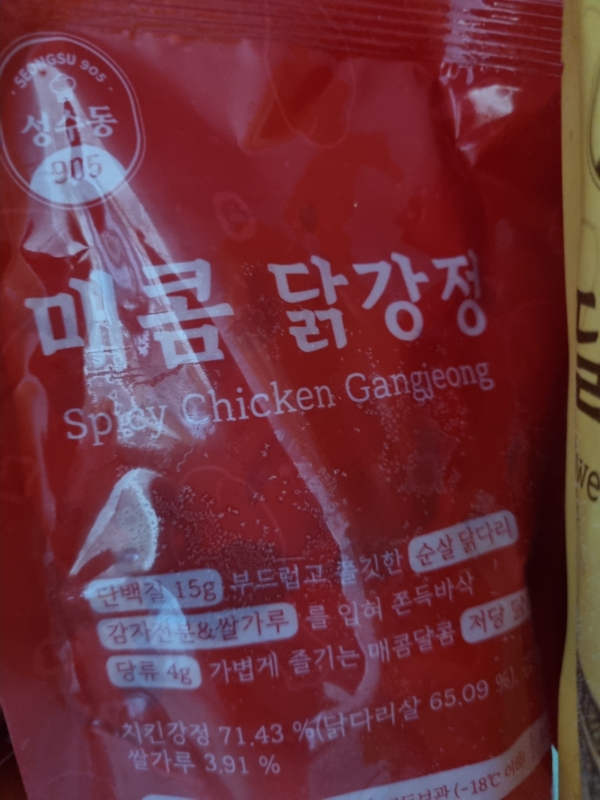 SEONGSU 905
성수동
905
매콤 닭강정
Spicy Chicken Gangjeong
단백질 15g 부드럽고 쫄깃한 순살 닭다리
감자전분&쌀가루 를 입혀 쫀득바삭
당류 4g 가볍게 즐기는 매콤달콤 저당
치킨강정 71.43 %(닭다리살 65.09 %),
쌀가루 3.91 %
(-18℃